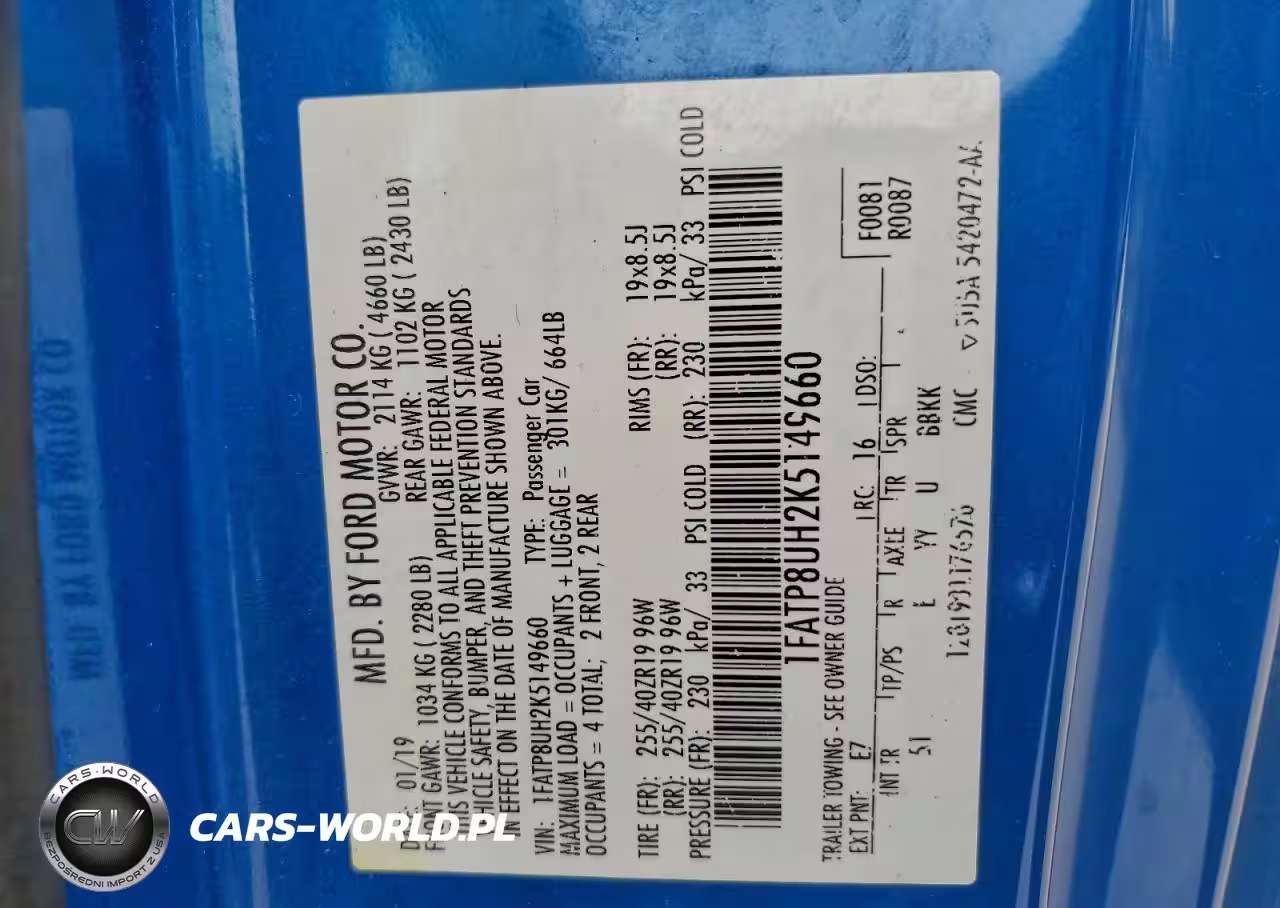 MFD. BY FORD MOTOR CO.
01/19 GVWR: 2114 KG ( 4660 LB)
GAWR: 1034 KG ( 2280 LB) REAR GAWR: 1102 KG ( 2430 LB)
THIS VEHICLE CONFORMS TO ALL APPLICABLE FEDERAL MOTOR
VEHICLE SAFETY, BUMPER, AND THEFT PREVENTION STANDARDS
IN EFFECT ON THE DATE OF MANUFACTURE SHOWN ABOVE.
VIN: 1FATP8UH2K5149660 TYPE: Passenger Car
MAXIMUM LOAD = OCCUPANTS + LUGGAGE = 301KG/ 664LB
OCCUPANTS = 4 TOTAL; 2 FRONT, 2 REAR
TIRE (FR): 255/40ZR19 96W RIMS (FR): 19x8.5J
(RR): 255/40ZR19 96W (RR): 19x8.5J
PRESSURE (FR): 230 kPa/ 33 PSI COLD (RR): 230 kPa/ 33 PSI COLD
1FATP8UH2K5149660
TRAILER TOWING - SEE OWNER GUIDE F0081
EXT PNT: E7 RC: 16 DSO: R0087
INT TR TP/PS R AXLE TR SPR
YY U
CMC
CARS-WORLD
CW
BEZPOŚREDNI IMPORT Z USA
CARS-WORLD.PL